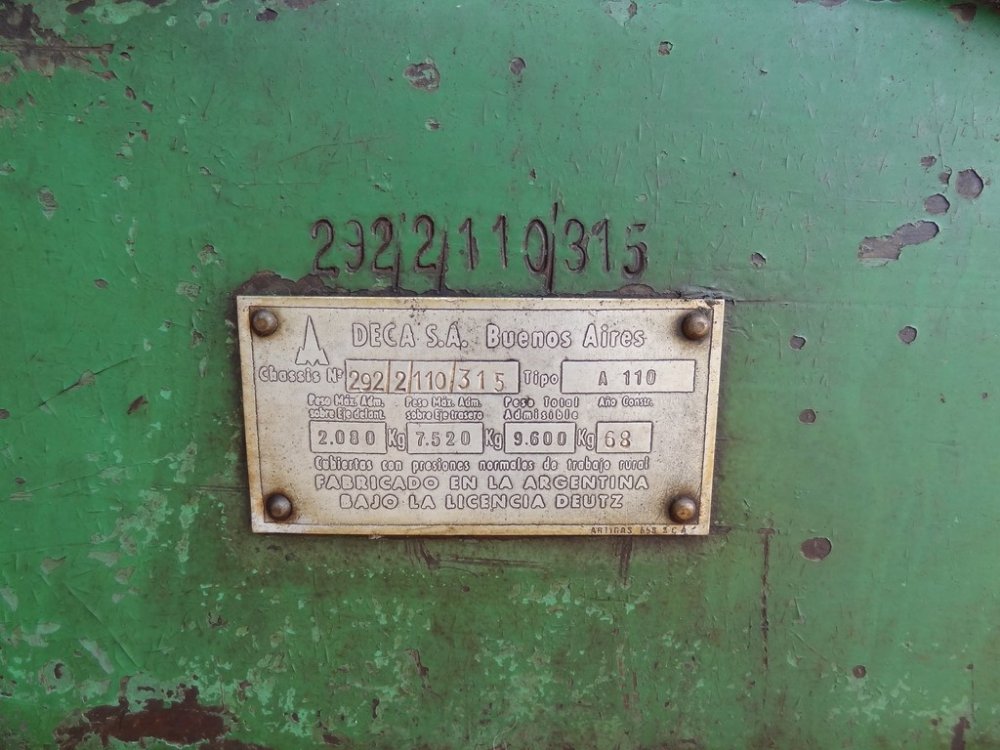 292/2/110/315
DECA S.A. Buenos Aires
Chassis Nº 292/2/110/315 Tipo A 110
Peso Máx. Adm. sobre Eje delant. Peso Máx. Adm. sobre Eje trasero Peso Total Admisible Año Constr.
2.080 Kg 7.520 Kg 9.600 Kg 68
Cubiertas con presiones normales de trabajo rural
FABRICADO EN LA ARGENTINA
BAJO LA LICENCIA DEUTZ
ARTIGAS